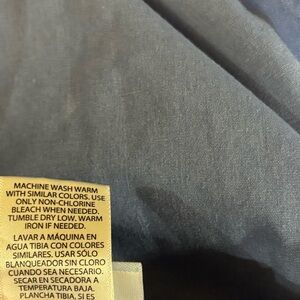 MACHINE WASH WARM
WITH SIMILAR COLORS. USE
ONLY NON-CHLORINE
BLEACH WHEN NEEDED.
TUMBLE DRY LOW. WARM
IRON IF NEEDED.
LAVAR A MÁQUINA EN
AGUA TIBIA CON COLORES
SIMILARES. USAR SÓLO
BLANQUEADOR SIN CLORO
CUANDO SEA NECESARIO.
SECAR EN SECADORA A
TEMPERATURA BAJA.
PLANCHA TIBIA, SI ES